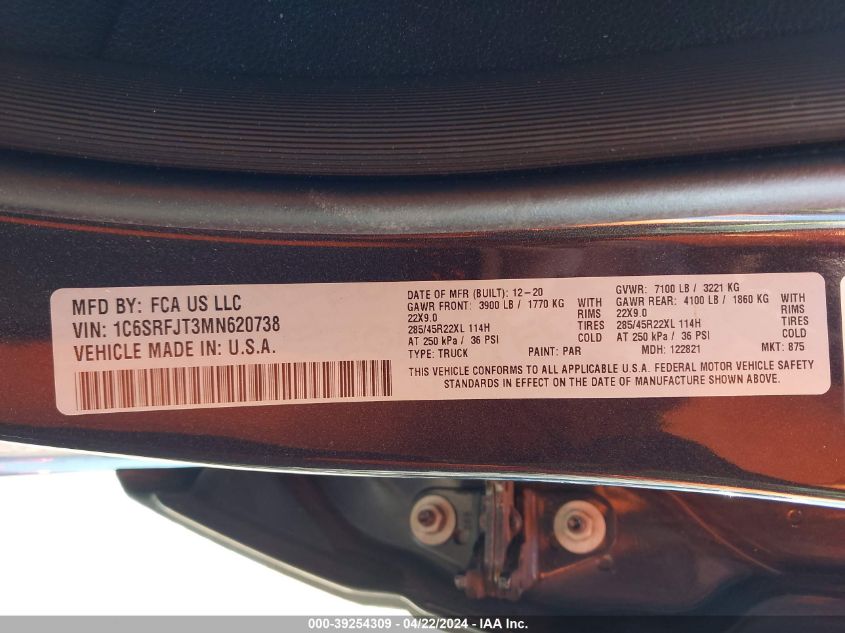 MFD BY: FCA US LLC
VIN: 1C6SRFJT3MN620738
VEHICLE MADE IN: U.S.A.
DATE OF MFR (BUILT): 12-20 GVWR: 7100 LB / 3221 KG
GAWR FRONT: 3900 LB / 1770 KG WITH GAWR REAR: 4100 LB / 1860 KG WITH
22X9.0 RIMS 22X9.0 RIMS
285/45R22XL 114H TIRES 285/45R22XL 114H TIRES
AT 250 kPa / 36 PSI COLD AT 250 kPa / 36 PSI COLD
TYPE: TRUCK PAINT: PAR MDH: 122821 MKT: 875
THIS VEHICLE CONFORMS TO ALL APPLICABLE U.S.A. FEDERAL MOTOR VEHICLE SAFETY
STANDARDS IN EFFECT ON THE DATE OF MANUFACTURE SHOWN ABOVE.
000-39254309 - 04/22/2024 - IAA Inc.